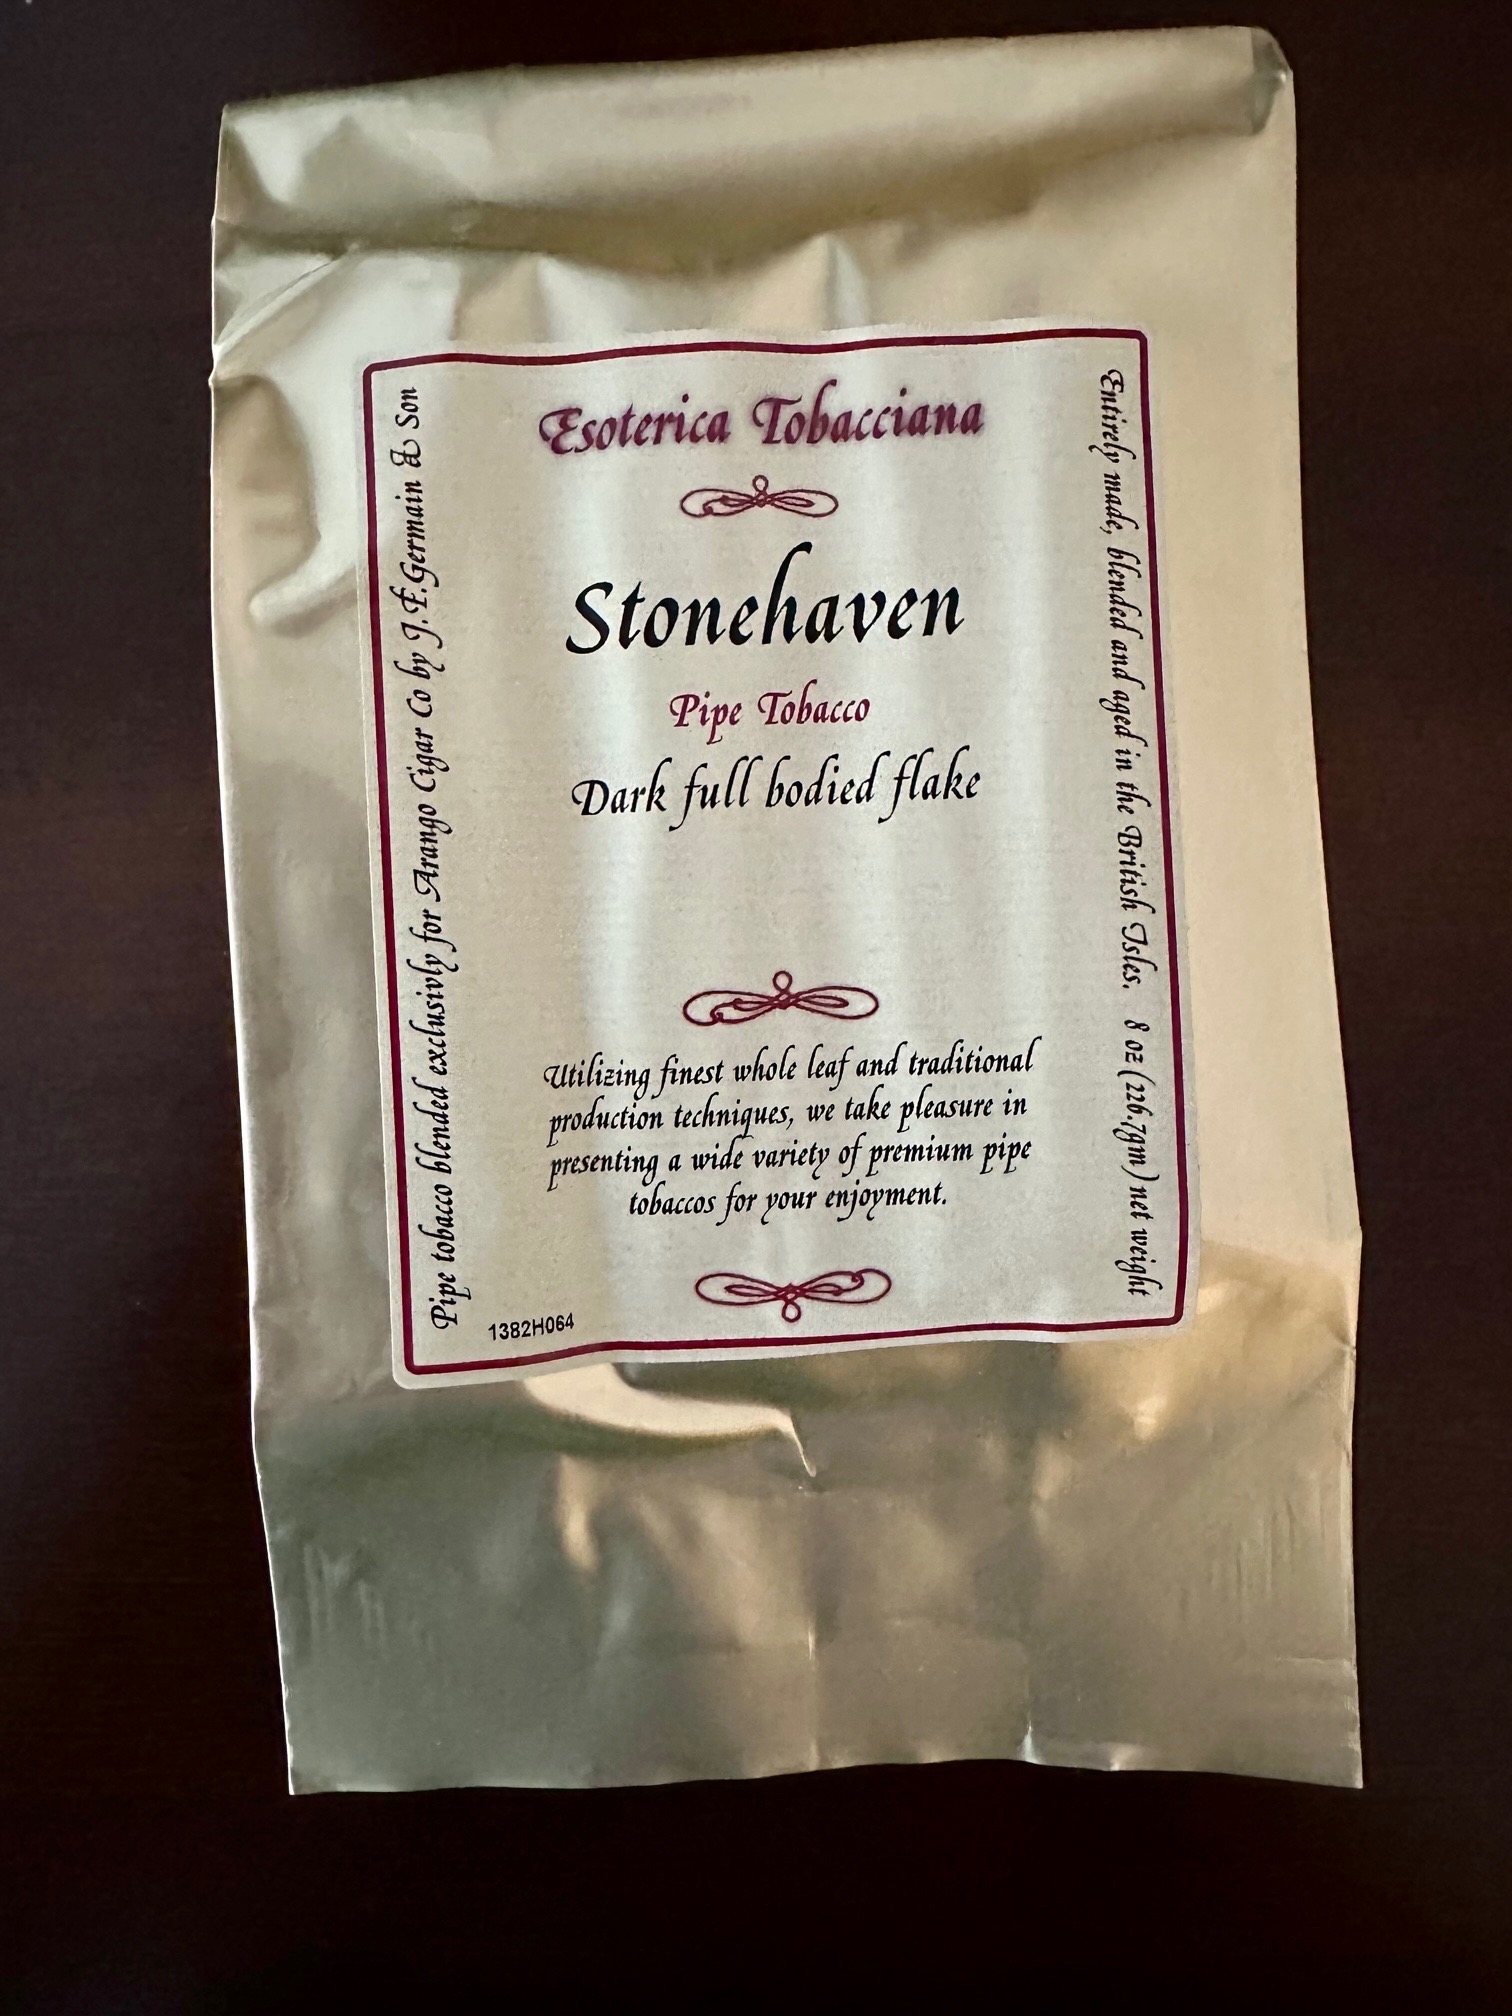 Esoterica Tobacciana
Stonehaven
Pipe Tobacco
Dark full bodied flake
Utilizing finest whole leaf and traditional
production techniques, we take pleasure in
presenting a wide variety of premium pipe
tobaccos for your enjoyment.
1382H064
Pipe tobacco blended exclusivly for Arango Cigar Co by J.F.Germain & Son
Entirely made, blended and aged in the British Isles. 8 oz (226.7gm) net weight